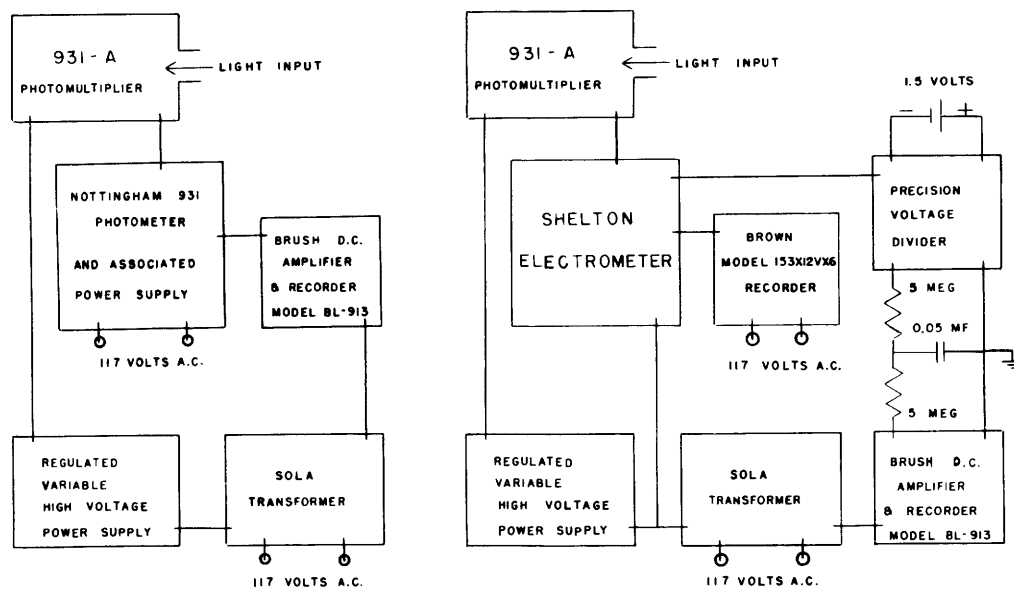 931 - A
PHOTOMULTIPLIER
LIGHT INPUT
NOTTINGHAM 931
PHOTOMETER
AND ASSOCIATED
POWER SUPPLY
117 VOLTS A.C.
BRUSH D.C.
AMPLIFIER
& RECORDER
MODEL BL-913
REGULATED
VARIABLE
HIGH VOLTAGE
POWER SUPPLY
SOLA
TRANSFORMER
117 VOLTS A.C.
931 - A
PHOTOMULTIPLIER
LIGHT INPUT
1.5 VOLTS
− +
SHELTON
ELECTROMETER
BROWN
MODEL 153X12VX6
RECORDER
117 VOLTS A.C.
PRECISION
VOLTAGE
DIVIDER
5 MEG
0.05 MF
5 MEG
REGULATED
VARIABLE
HIGH VOLTAGE
POWER SUPPLY
SOLA
TRANSFORMER
117 VOLTS A.C.
BRUSH D.C.
AMPLIFIER
& RECORDER
MODEL BL-913